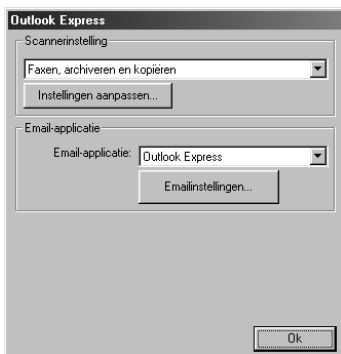 Outlook Express
Scannerinstelling
Faxen, archiveren en kopiëren
Instellingen aanpassen...
Email-applicatie
Email-applicatie: Outlook Express
Emailinstellingen...
Ok